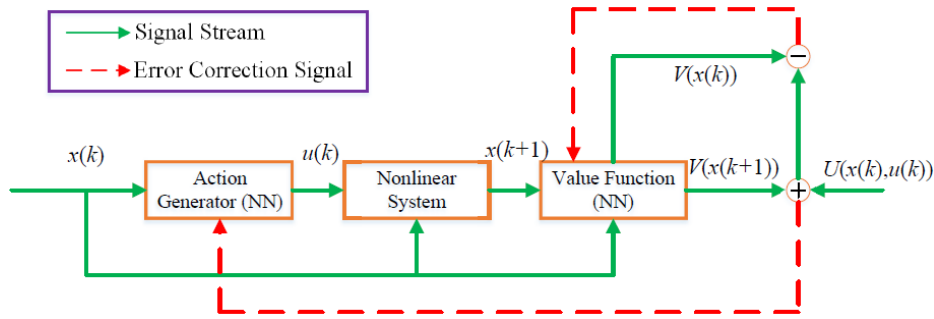 Signal Stream
Error Correction Signal
V(x(k))
x(k)
u(k)
x(k+1)
V(x(k+1))
U(x(k),u(k))
Action
Generator (NN)
Nonlinear
System
Value Function
(NN)
−
+